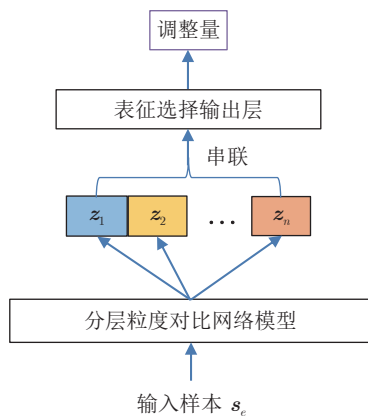 调整量
表征选择输出层
串联
z₁ z₂ ... zₙ
分层粒度对比网络模型
输入样本 sₑ